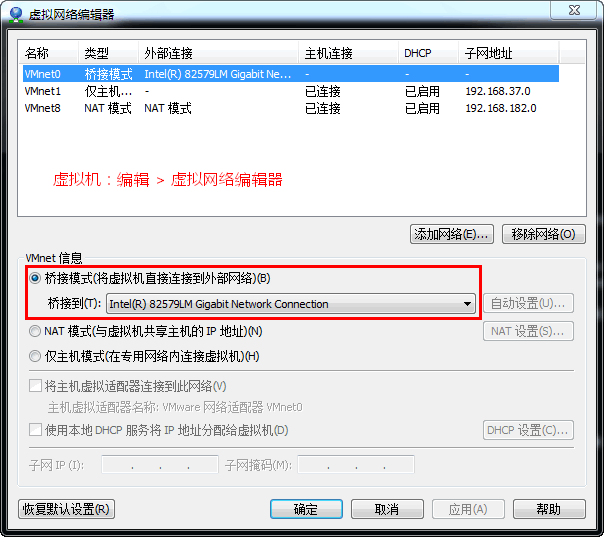 虚拟网络编辑器
名称 类型 外部连接 主机连接 DHCP 子网地址
VMnet0 桥接模式 Intel(R) 82579LM Gigabit Ne... - - -
VMnet1 仅主机... - 已连接 已启用 192.168.37.0
VMnet8 NAT 模式 NAT 模式 已连接 已启用 192.168.182.0
虚拟机：编辑 > 虚拟网络编辑器
添加网络(E)... 移除网络(O)
VMnet 信息
桥接模式(将虚拟机直接连接到外部网络)(B)
桥接到(T): Intel(R) 82579LM Gigabit Network Connection 自动设置(U)...
NAT 模式(与虚拟机共享主机的 IP 地址)(N) NAT 设置(S)...
仅主机模式(在专用网络内连接虚拟机)(H)
将主机虚拟适配器连接到此网络(V)
主机虚拟适配器名称: VMware 网络适配器 VMnet0
使用本地 DHCP 服务将 IP 地址分配给虚拟机(D) DHCP 设置(C)...
子网 IP (I): . . . 子网掩码(M): . . .
恢复默认设置(R) 确定 取消 应用(A) 帮助